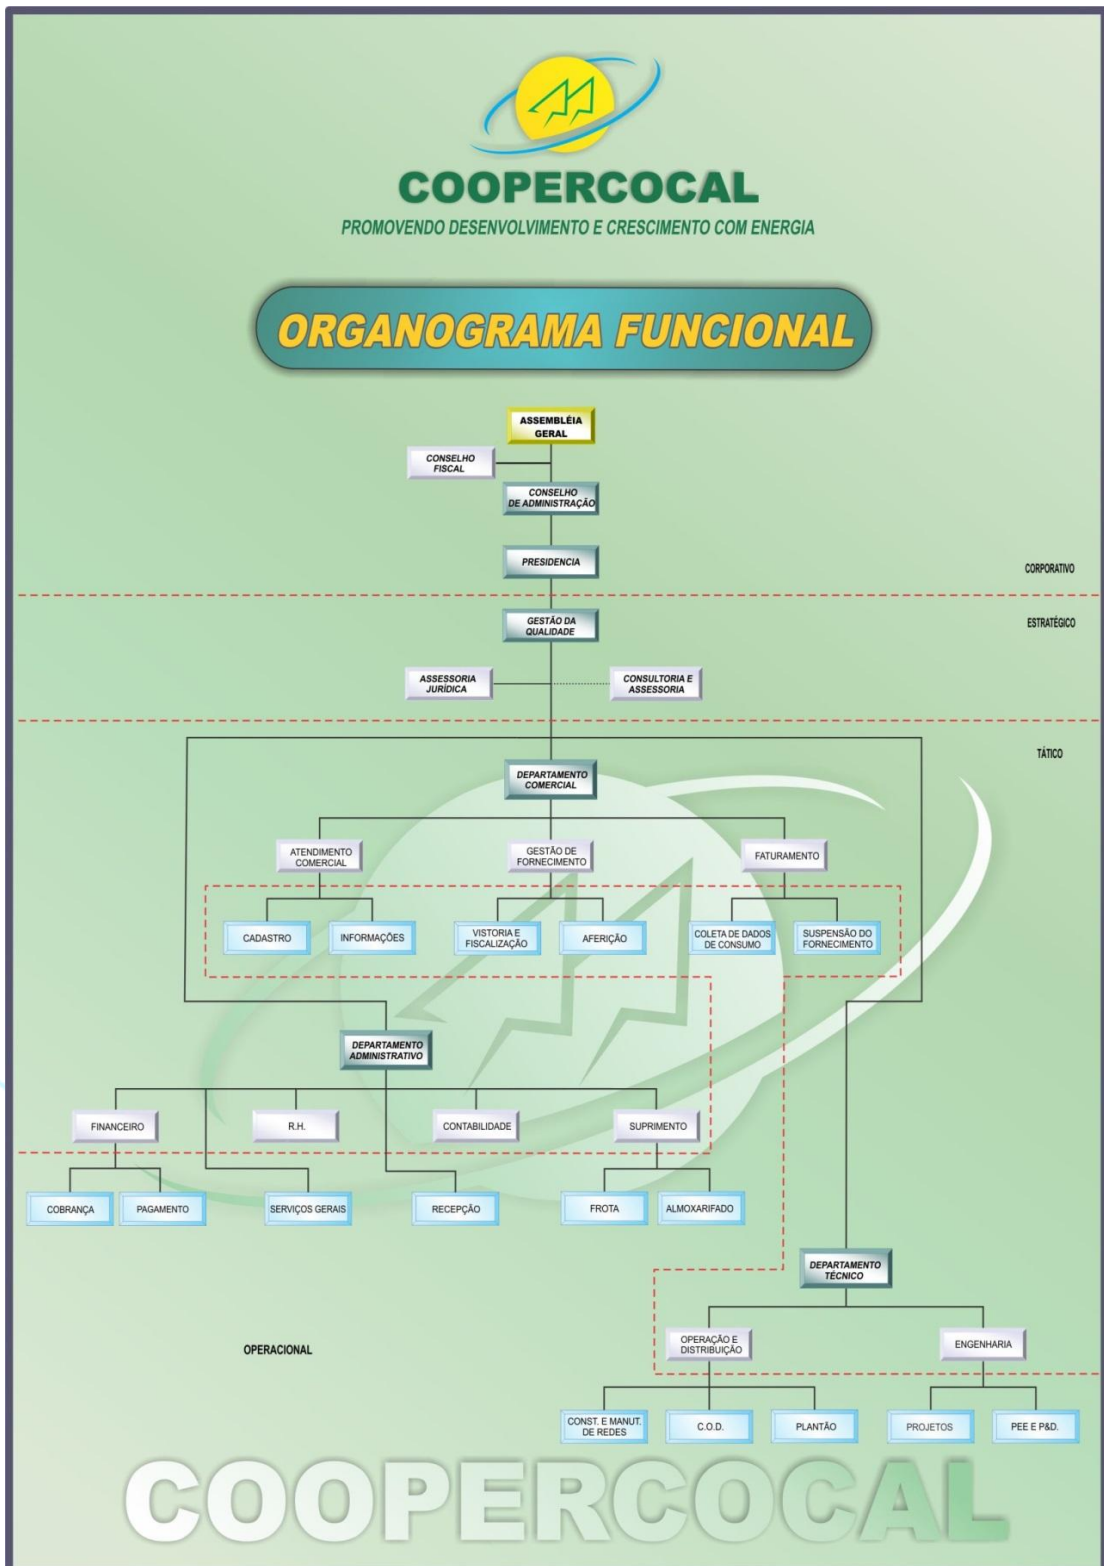 COOPERCOCAL
PROMOVENDO DESENVOLVIMENTO E CRESCIMENTO COM ENERGIA
ORGANOGRAMA FUNCIONAL
ASSEMBLÉIA
GERAL
CONSELHO
FISCAL
CONSELHO
DE ADMINISTRAÇÃO
PRESIDENCIA
CORPORATIVO
GESTÃO DA
QUALIDADE
ESTRATÉGICO
ASSESSORIA
JURÍDICA
CONSULTORIA E
ASSESSORIA
TÁTICO
DEPARTAMENTO
COMERCIAL
ATENDIMENTO
COMERCIAL
GESTÃO DE
FORNECIMENTO
FATURAMENTO
CADASTRO
INFORMAÇÕES
VISTORIA E
FISCALIZAÇÃO
AFERIÇÃO
COLETA DE DADOS
DE CONSUMO
SUSPENSÃO DO
FORNECIMENTO
DEPARTAMENTO
ADMINISTRATIVO
FINANCEIRO
R.H.
CONTABILIDADE
SUPRIMENTO
COBRANÇA
PAGAMENTO
SERVIÇOS GERAIS
RECEPÇÃO
FROTA
ALMOXARIFADO
DEPARTAMENTO
TÉCNICO
OPERACIONAL
OPERAÇÃO E
DISTRIBUIÇÃO
ENGENHARIA
CONST. E MANUT.
DE REDES
C.O.D.
PLANTÃO
PROJETOS
PEE E P&D.
COOPERCOCAL